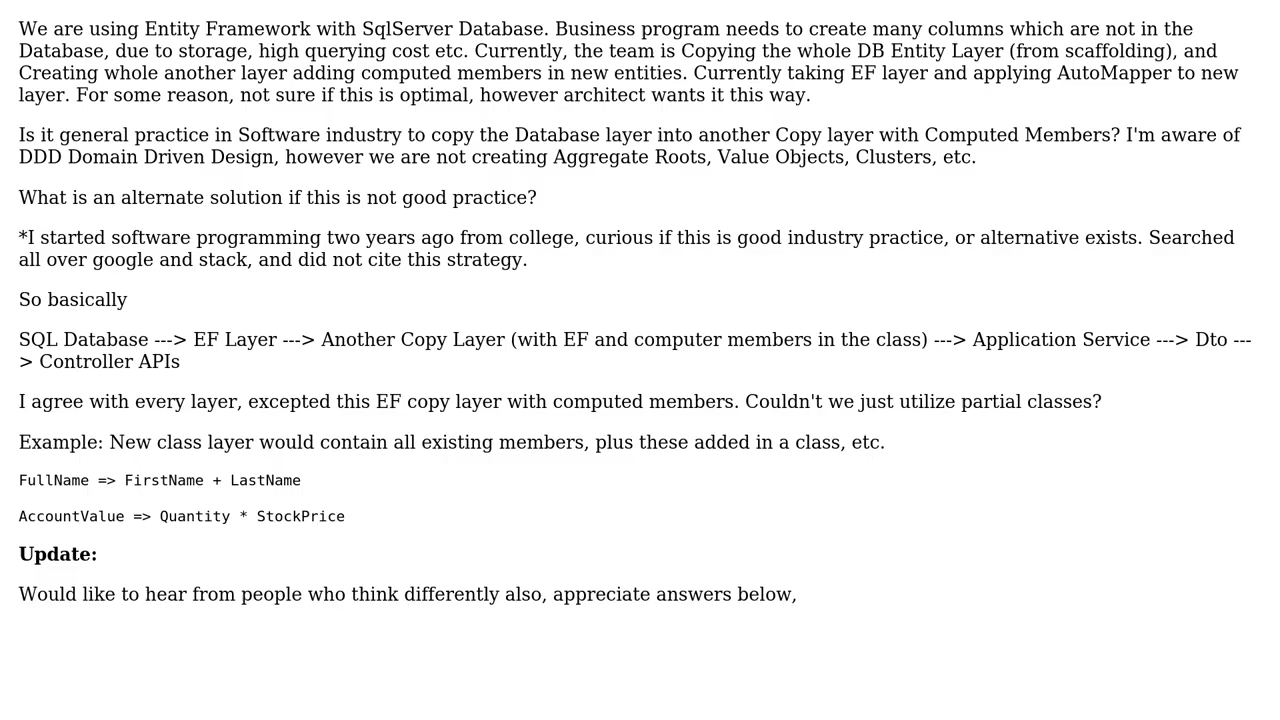 We are using Entity Framework with SqlServer Database. Business program needs to create many columns which are not in the
Database, due to storage, high querying cost etc. Currently, the team is Copying the whole DB Entity Layer (from scaffolding), and
Creating whole another layer adding computed members in new entities. Currently taking EF layer and applying AutoMapper to new
layer. For some reason, not sure if this is optimal, however architect wants it this way.
Is it general practice in Software industry to copy the Database layer into another Copy layer with Computed Members? I'm aware of
DDD Domain Driven Design, however we are not creating Aggregate Roots, Value Objects, Clusters, etc.
What is an alternate solution if this is not good practice?
*I started software programming two years ago from college, curious if this is good industry practice, or alternative exists. Searched
all over google and stack, and did not cite this strategy.
So basically
SQL Database ---> EF Layer ---> Another Copy Layer (with EF and computer members in the class) ---> Application Service ---> Dto ---
> Controller APIs
I agree with every layer, excepted this EF copy layer with computed members. Couldn't we just utilize partial classes?
Example: New class layer would contain all existing members, plus these added in a class, etc.
FullName => FirstName + LastName
AccountValue => Quantity * StockPrice
Update:
Would like to hear from people who think differently also, appreciate answers below,